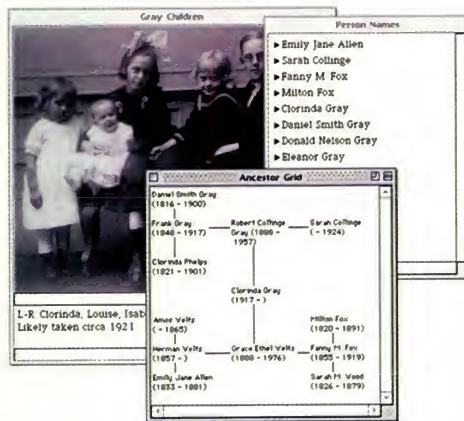 Gray Children
L-R Clorinda, Louise, Isab
Likely taken circa 1921
Person Names
Emily Jane Allen
Sarah Collinge
Fanny M Fox
Milton Fox
Clorinda Gray
Daniel Smith Gray
Donald Nelson Gray
Eleanor Gray
Ancestor Grid
Daniel Smith Gray
(1816 - 1900)
Frank Gray
(1848 - 1917)
Robert Collinge
Gray (1888 -
1957)
Sarah Collinge
( - 1924)
Clorinda Phelps
(1821 - 1901)
Clorinda Gray
(1917 - )
Amos Velts
( - 1865)
Milton Fox
(1820 - 1891)
Herman Velts
(1857 - )
Grace Ethel Velts
(1888 - 1976)
Fanny M. Fox
(1855 - 1919)
Emily Jane Allen
(1833 - 1881)
Sarah M. Wood
(1826 - 1879)